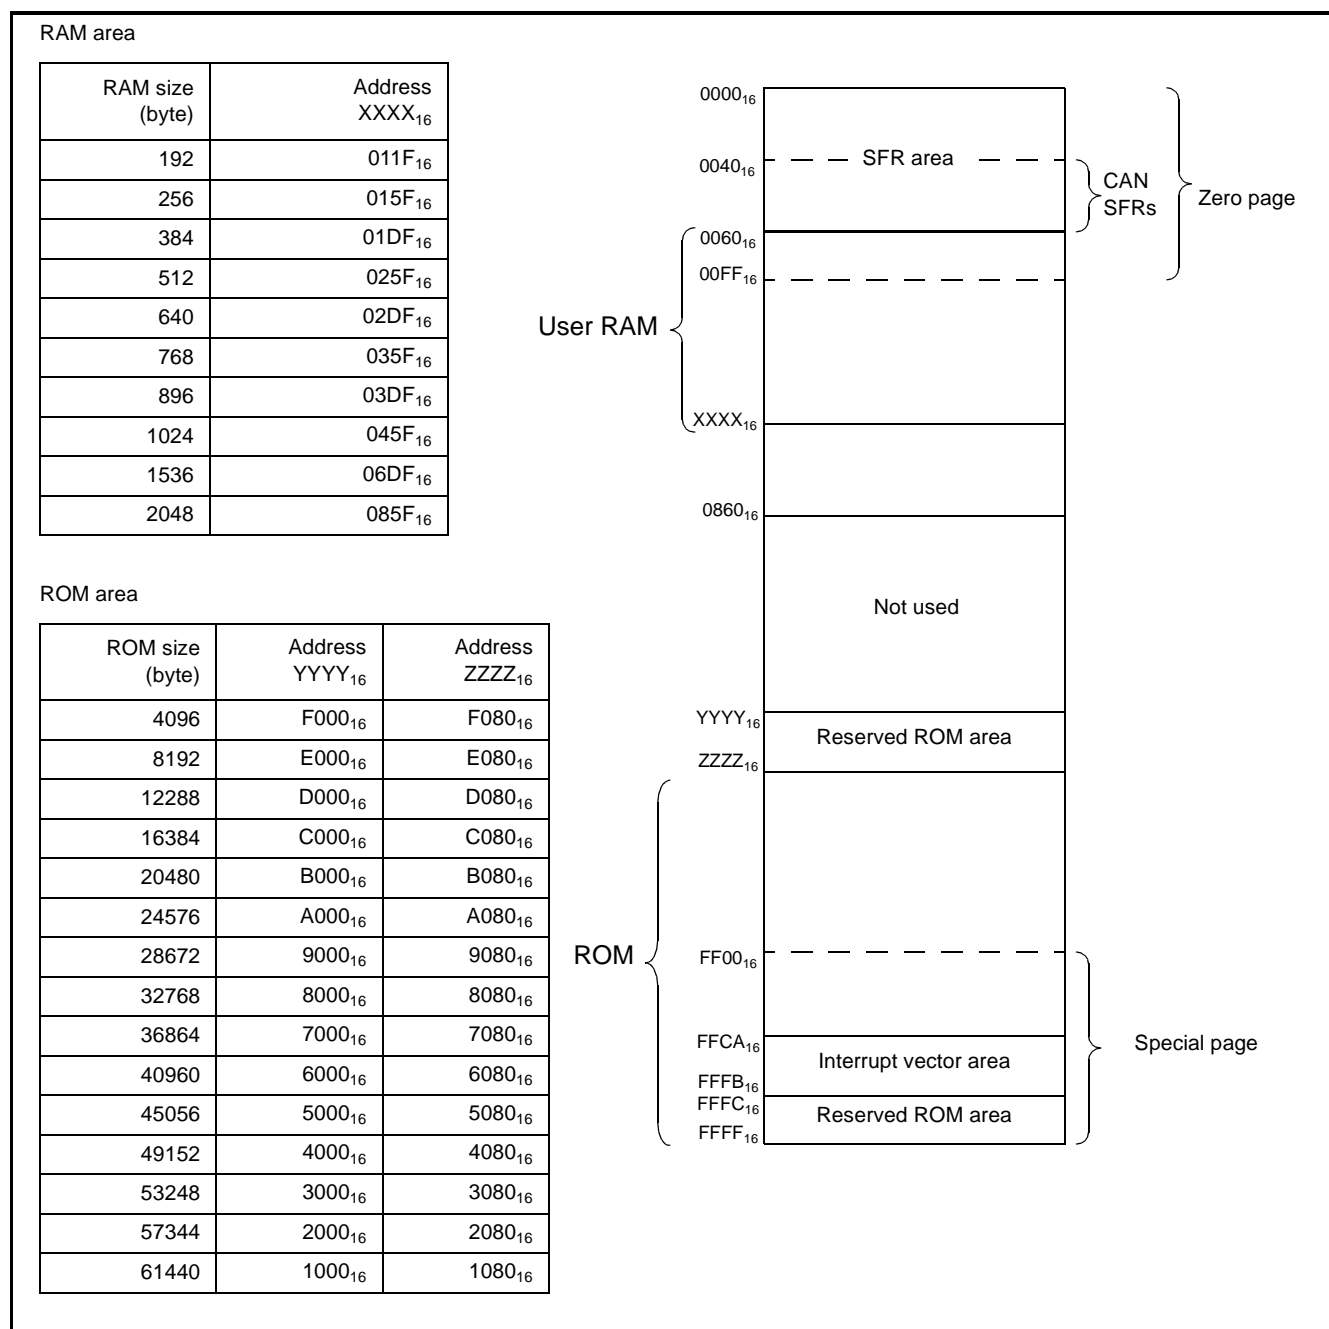 RAM area
RAM size (byte) Address XXXX₁₆
192 011F₁₆
256 015F₁₆
384 01DF₁₆
512 025F₁₆
640 02DF₁₆
768 035F₁₆
896 03DF₁₆
1024 045F₁₆
1536 06DF₁₆
2048 085F₁₆
ROM area
ROM size (byte) Address YYYY₁₆ Address ZZZZ₁₆
4096 F000₁₆ F080₁₆
8192 E000₁₆ E080₁₆
12288 D000₁₆ D080₁₆
16384 C000₁₆ C080₁₆
20480 B000₁₆ B080₁₆
24576 A000₁₆ A080₁₆
28672 9000₁₆ 9080₁₆
32768 8000₁₆ 8080₁₆
36864 7000₁₆ 7080₁₆
40960 6000₁₆ 6080₁₆
45056 5000₁₆ 5080₁₆
49152 4000₁₆ 4080₁₆
53248 3000₁₆ 3080₁₆
57344 2000₁₆ 2080₁₆
61440 1000₁₆ 1080₁₆
0000₁₆
SFR area
0040₁₆
CAN
SFRs
Zero page
0060₁₆
00FF₁₆
User RAM
XXXX₁₆
0860₁₆
Not used
YYYY₁₆
Reserved ROM area
ZZZZ₁₆
ROM
FF00₁₆
FFCA₁₆
Special page
Interrupt vector area
FFFB₁₆
FFFC₁₆
Reserved ROM area
FFFF₁₆